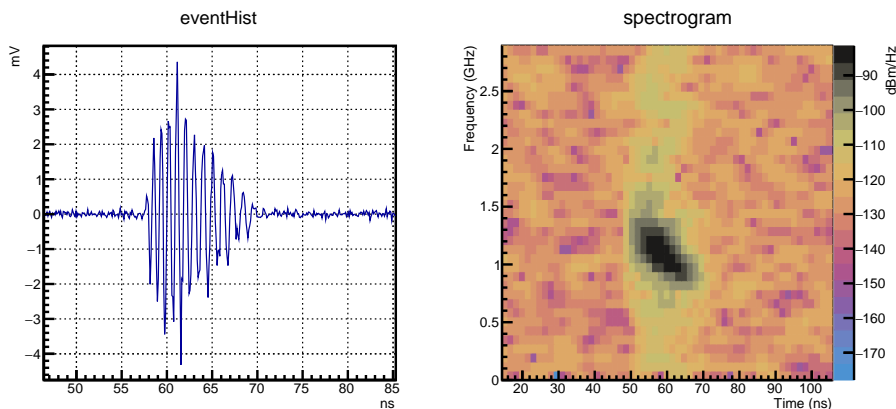 eventHist
mV
4
3
2
1
0
−1
−2
−3
−4
50 55 60 65 70 75 80 85
ns
spectrogram
Frequency (GHz)
2.5
2
1.5
1
0.5
0
20 30 40 50 60 70 80 90 100
Time (ns)
dBm/Hz
−90
−100
−110
−120
−130
−140
−150
−160
−170